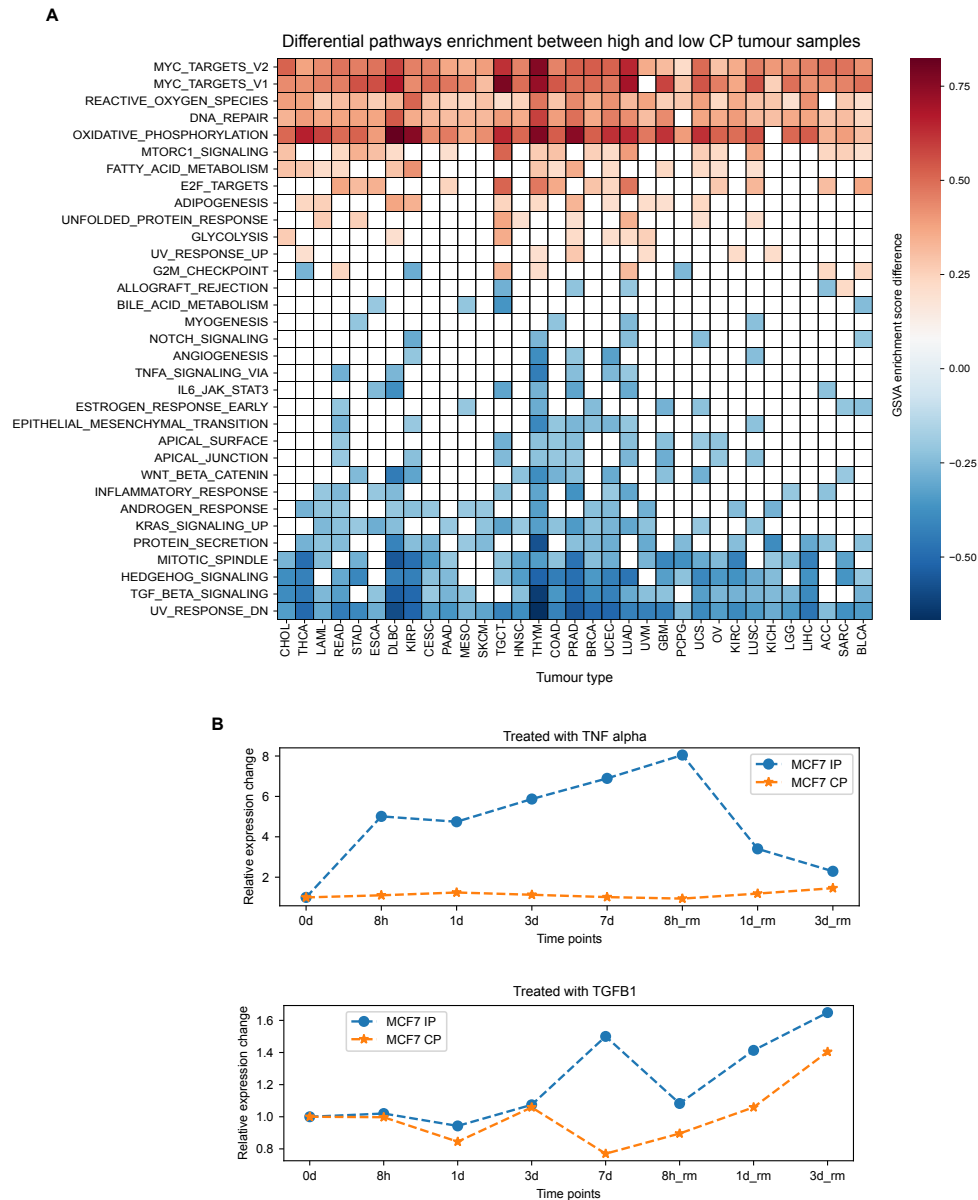 A
Differential pathways enrichment between high and low CP tumour samples
MYC_TARGETS_V2
MYC_TARGETS_V1
REACTIVE_OXYGEN_SPECIES
DNA_REPAIR
OXIDATIVE_PHOSPHORYLATION
MTORC1_SIGNALING
FATTY_ACID_METABOLISM
E2F_TARGETS
ADIPOGENESIS
UNFOLDED_PROTEIN_RESPONSE
GLYCOLYSIS
UV_RESPONSE_UP
G2M_CHECKPOINT
ALLOGRAFT_REJECTION
BILE_ACID_METABOLISM
MYOGENESIS
NOTCH_SIGNALING
ANGIOGENESIS
TNFA_SIGNALING_VIA
IL6_JAK_STAT3
ESTROGEN_RESPONSE_EARLY
EPITHELIAL_MESENCHYMAL_TRANSITION
APICAL_SURFACE
APICAL_JUNCTION
WNT_BETA_CATENIN
INFLAMMATORY_RESPONSE
ANDROGEN_RESPONSE
KRAS_SIGNALING_UP
PROTEIN_SECRETION
MITOTIC_SPINDLE
HEDGEHOG_SIGNALING
TGF_BETA_SIGNALING
UV_RESPONSE_DN
CHOL THCA LAML READ STAD ESCA DLBC KIRP CESC PAAD MESO SKCM TGCT HNSC THYM COAD PRAD BRCA UCEC LUAD UVM GBM PCPG UCS OV KIRC LUSC KICH LGG LIHC ACC SARC BLCA
Tumour type
0.50
0.25
0.00
−0.25
−0.50
GSVA enrichment score difference
B
Treated with TNF alpha
Relative expression change
8
6
4
2
MCF7 IP
MCF7 CP
0d 8h 1d 3d 7d 8h_rm 1d_rm 3d_rm
Time points
Treated with TGFB1
Relative expression change
1.6
1.4
1.2
1.0
0.8
MCF7 IP
MCF7 CP
0d 8h 1d 3d 7d 8h_rm 1d_rm 3d_rm
Time points